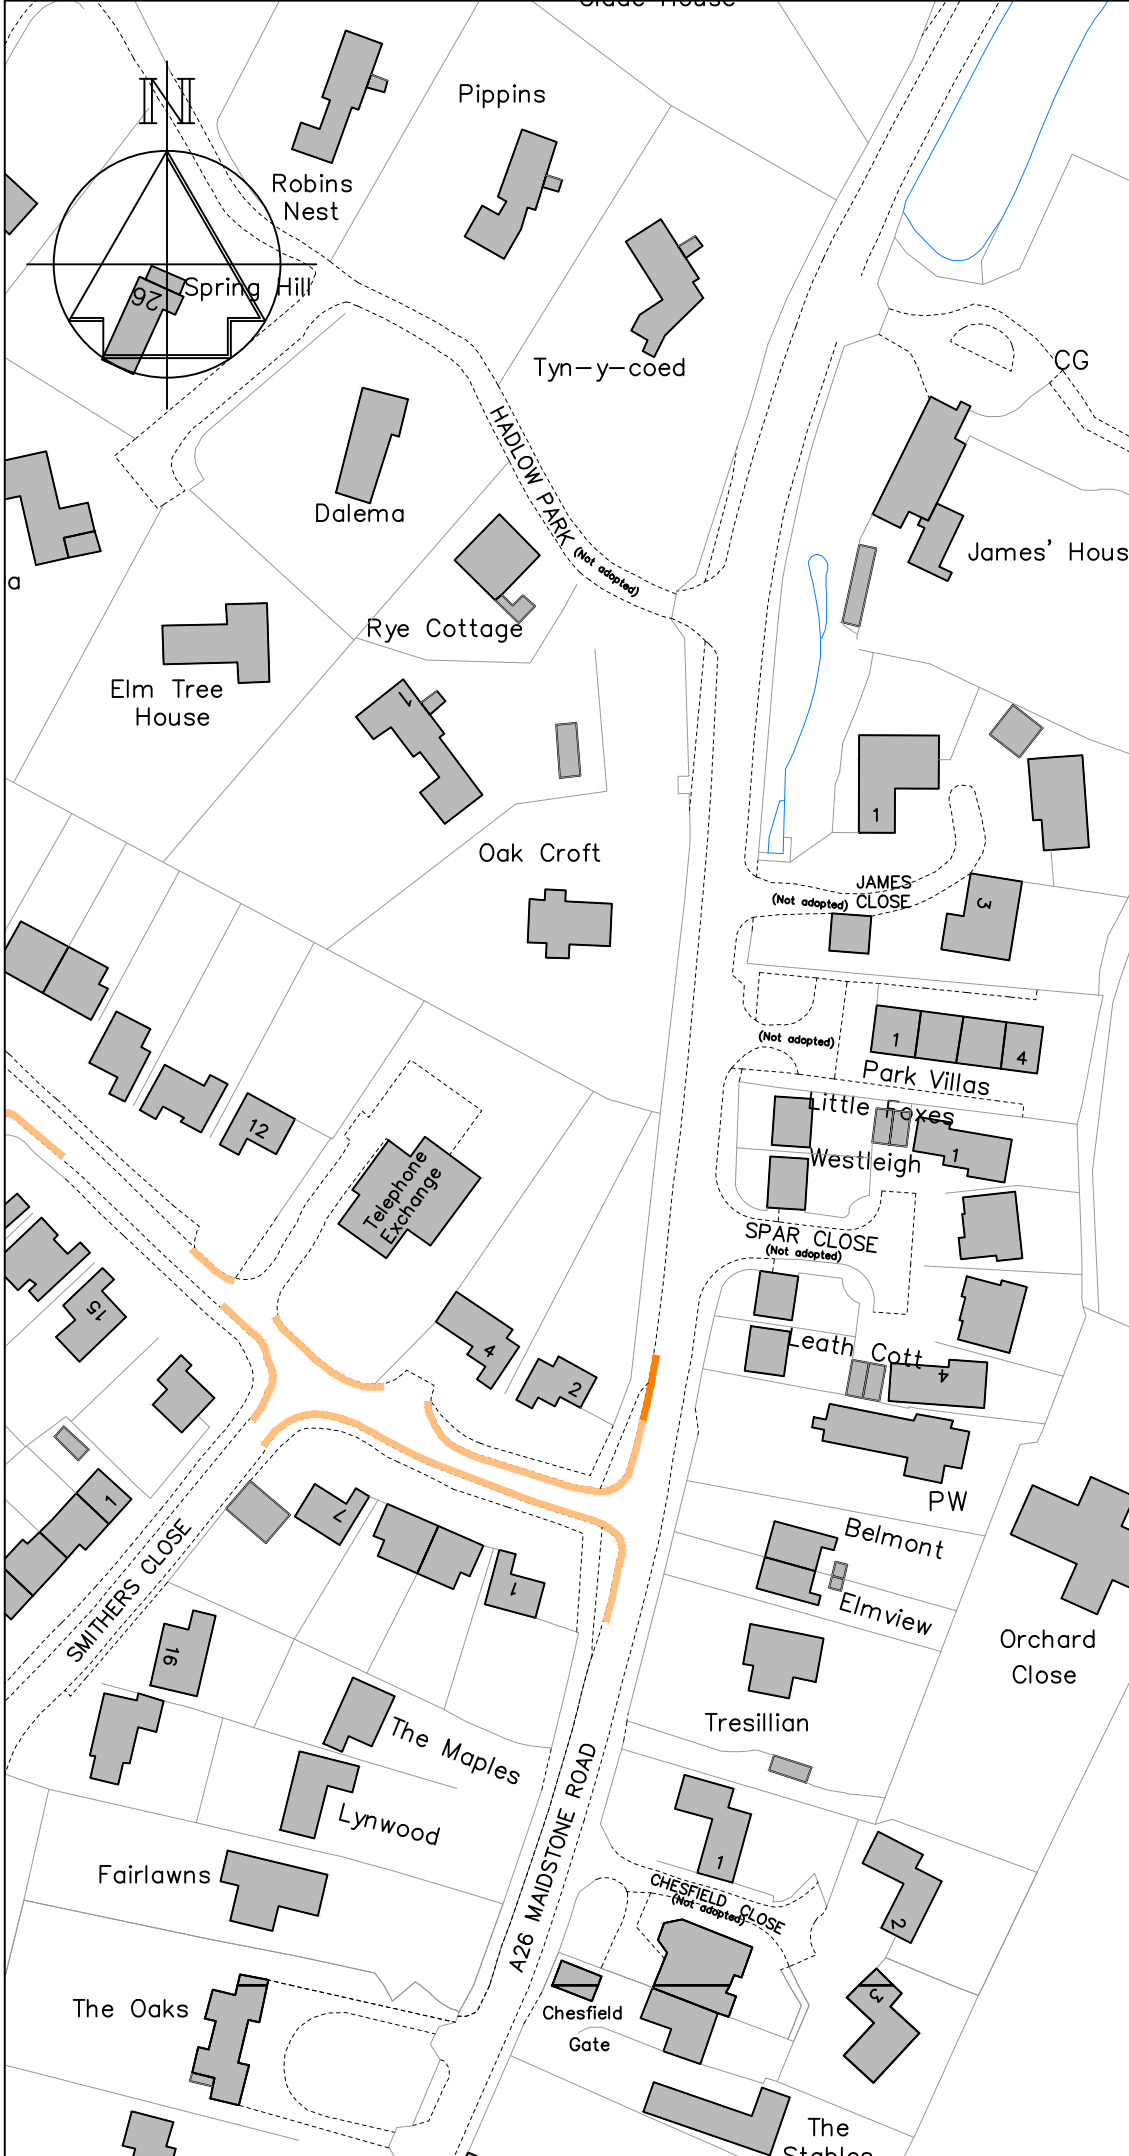 Pippins
N
Robins
Nest
26
Spring Hill
Tyn-y-coed
CG
HADLOW PARK
(Not adopted)
Dalema
James' Hous
a
Rye Cottage
Elm Tree
House
1
1
Oak Croft
JAMES
CLOSE
(Not adopted)
3
(Not adopted)
1
4
Park Villas
Little Foxes
12
1
Westleigh
Telephone
Exchange
SPAR CLOSE
(Not adopted)
15
4
Leath Cott
4
2
1
PW
7
Belmont
SMITHERS CLOSE
1
Elmview
16
Orchard
Close
Tresillian
The Maples
A26 MAIDSTONE ROAD
Lynwood
1
Fairlawns
CHESFIELD CLOSE
(Not adopted)
2
The Oaks
3
Chesfield
Gate
The